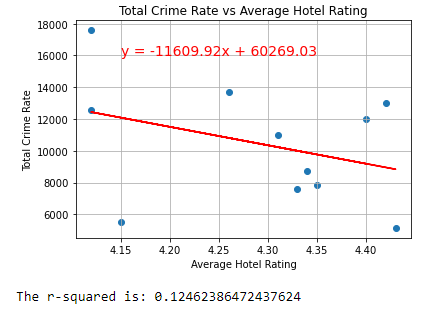 Total Crime Rate vs Average Hotel Rating
18000
y = -11609.92x + 60269.03
16000
14000
12000
10000
8000
6000
Total Crime Rate
4.15 4.20 4.25 4.30 4.35 4.40
Average Hotel Rating
The r-squared is: 0.12462386472437624